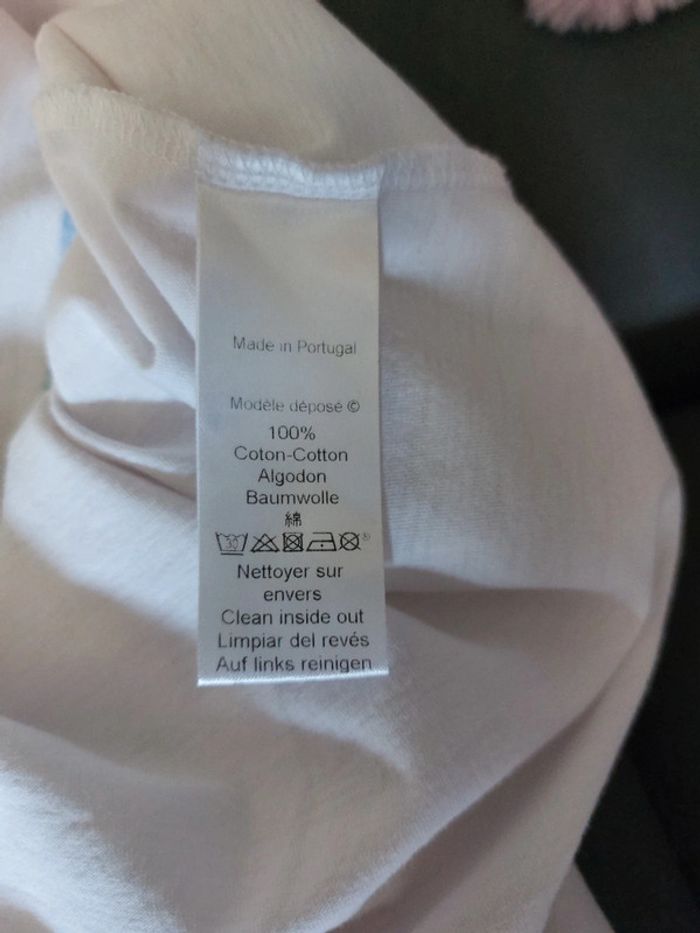 Made in Portugal
Modèle déposé ©
100%
Coton-Cotton
Algodon
Baumwolle
綿
30
Nettoyer sur
envers
Clean inside out
Limpiar del revés
Auf links reinigen